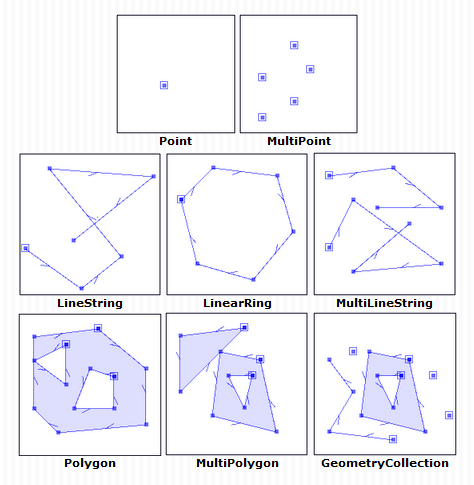 Point
MultiPoint
LineString
LinearRing
MultiLineString
Polygon
MultiPolygon
GeometryCollection